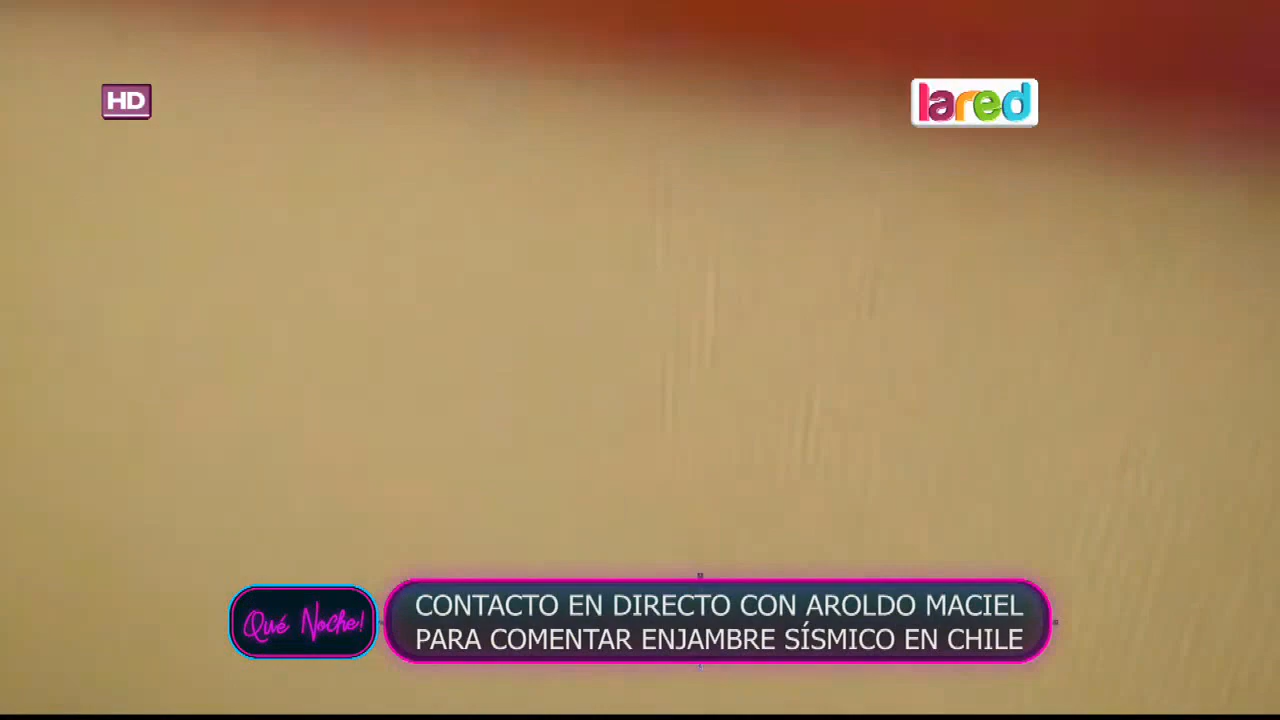 HD
lared
Qué Noche!
CONTACTO EN DIRECTO CON AROLDO MACIEL
PARA COMENTAR ENJAMBRE SÍSMICO EN CHILE